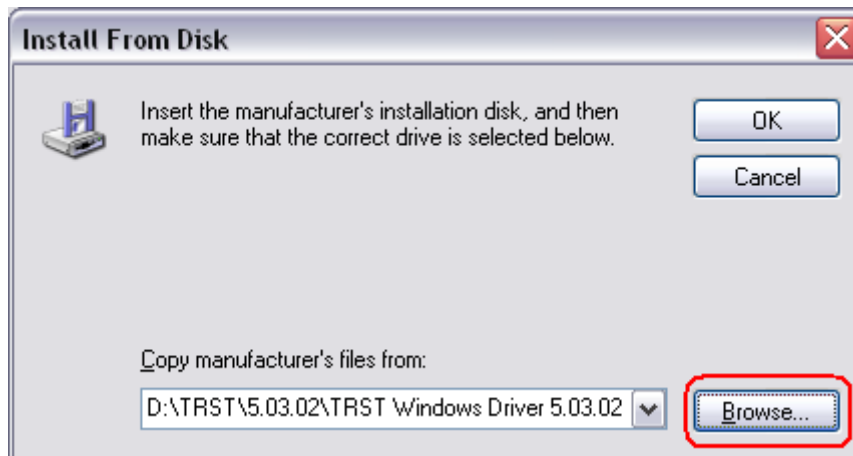 Install From Disk
Insert the manufacturer's installation disk, and then
make sure that the correct drive is selected below.
OK
Cancel
Copy manufacturer's files from:
D:\TRST\5.03.02\TRST Windows Driver 5.03.02
Browse...